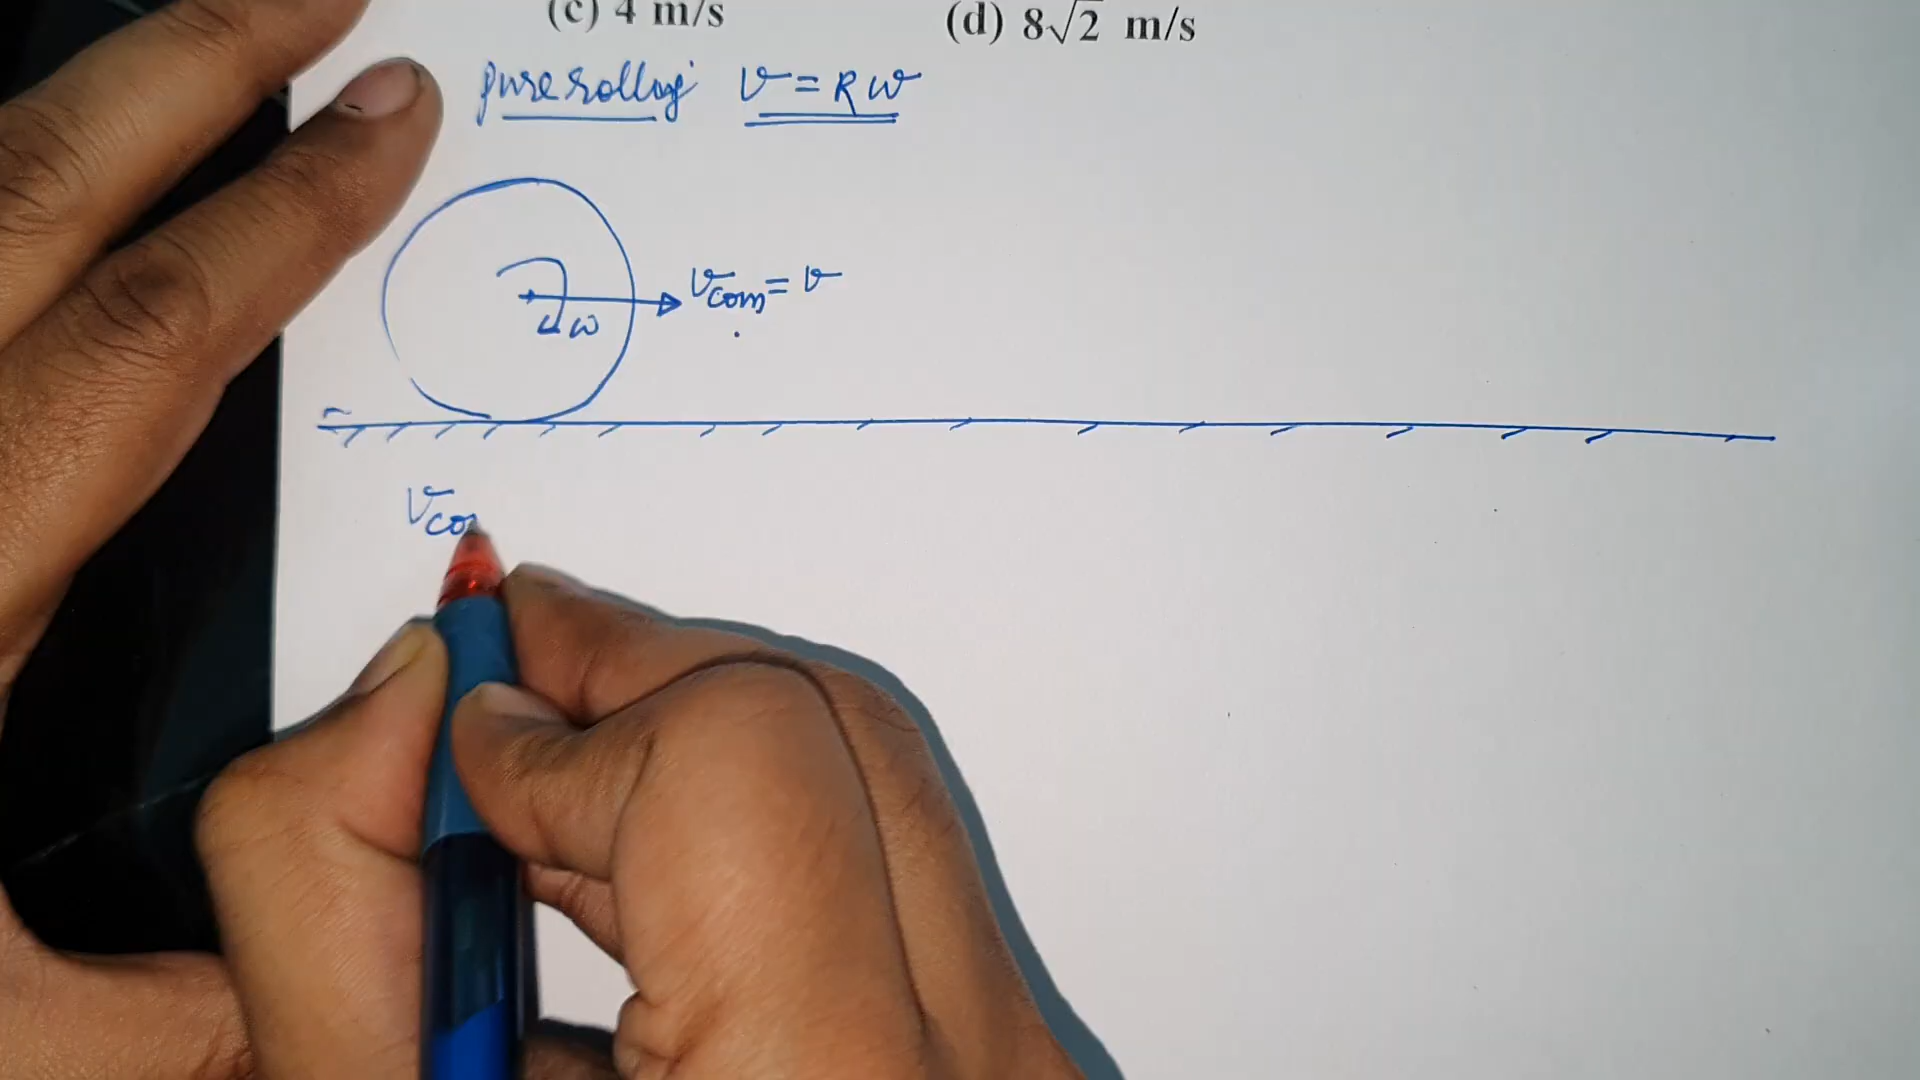 (c) 4 m/s (d) 8√2 m/s
pure rolling v = Rω
v_com = v
ω
v_co